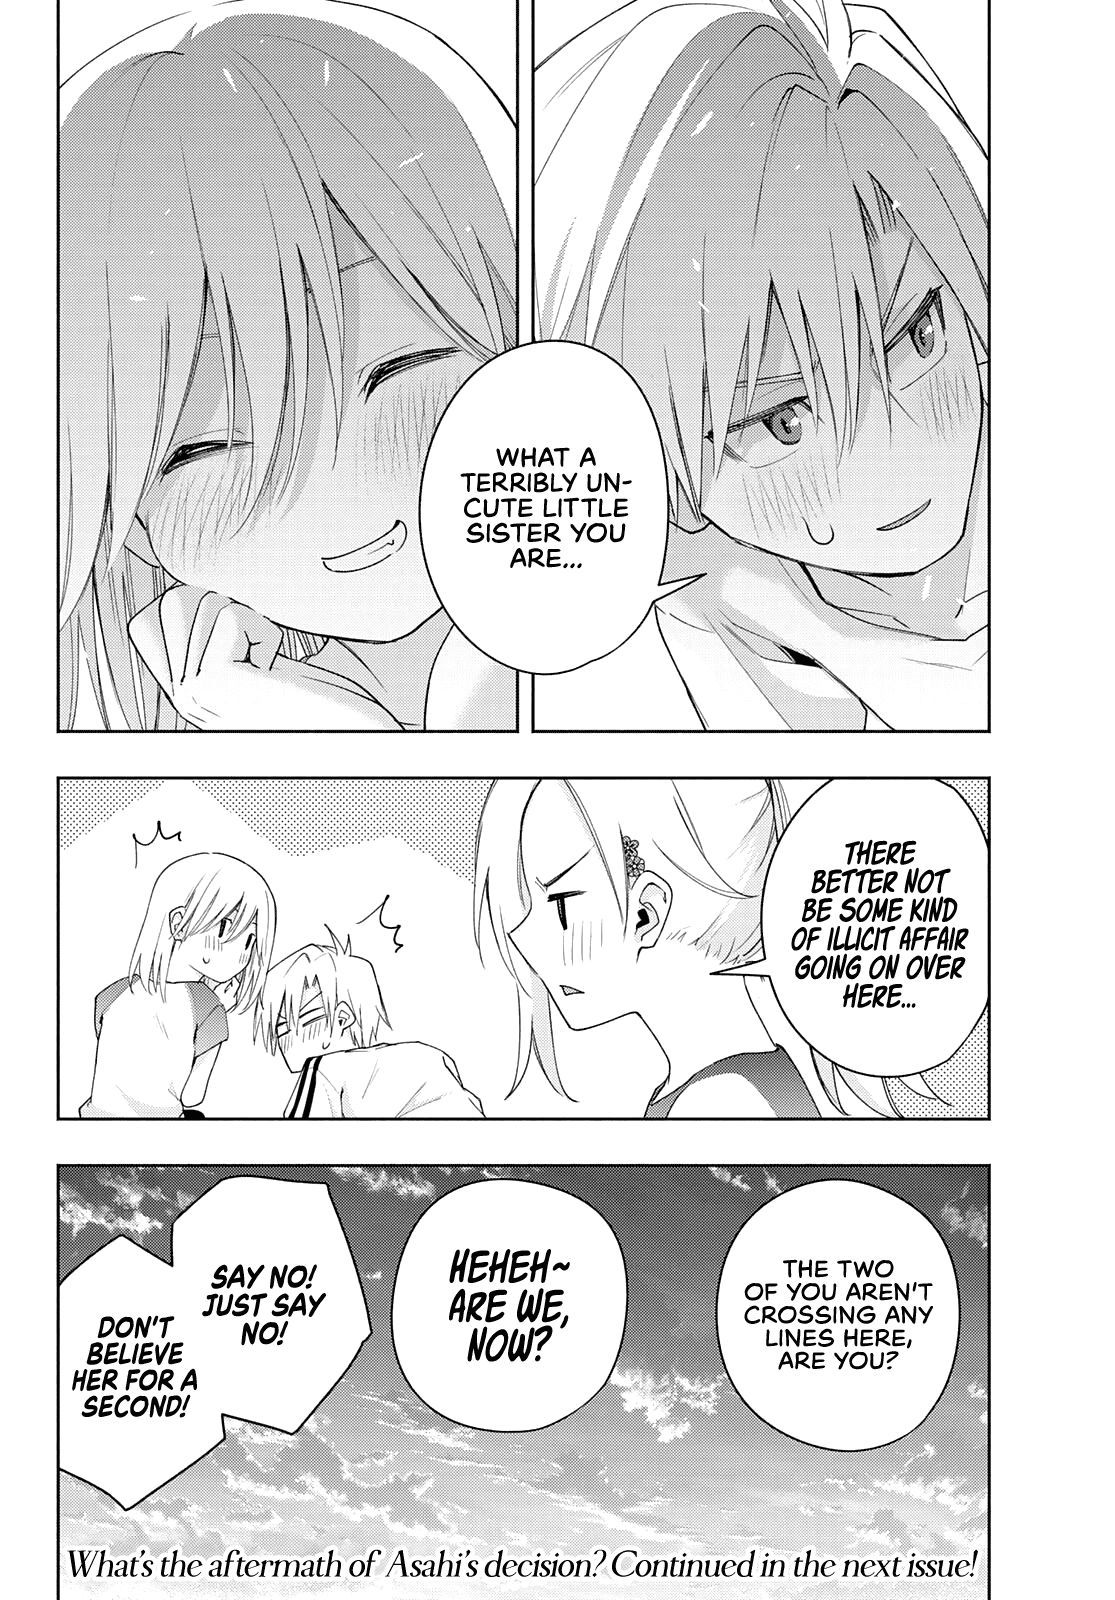 WHAT A
TERRIBLY UN-
CUTE LITTLE
SISTER YOU
ARE...
THERE
BETTER NOT
BE SOME KIND
OF ILLICIT AFFAIR
GOING ON OVER
HERE...
THE TWO
OF YOU AREN'T
CROSSING ANY
LINES HERE,
ARE YOU?
HEHEH~
ARE WE,
NOW?
SAY NO!
JUST SAY
NO!
DON'T
BELIEVE
HER FOR A
SECOND!
What's the aftermath of Asahi's decision? Continued in the next issue!